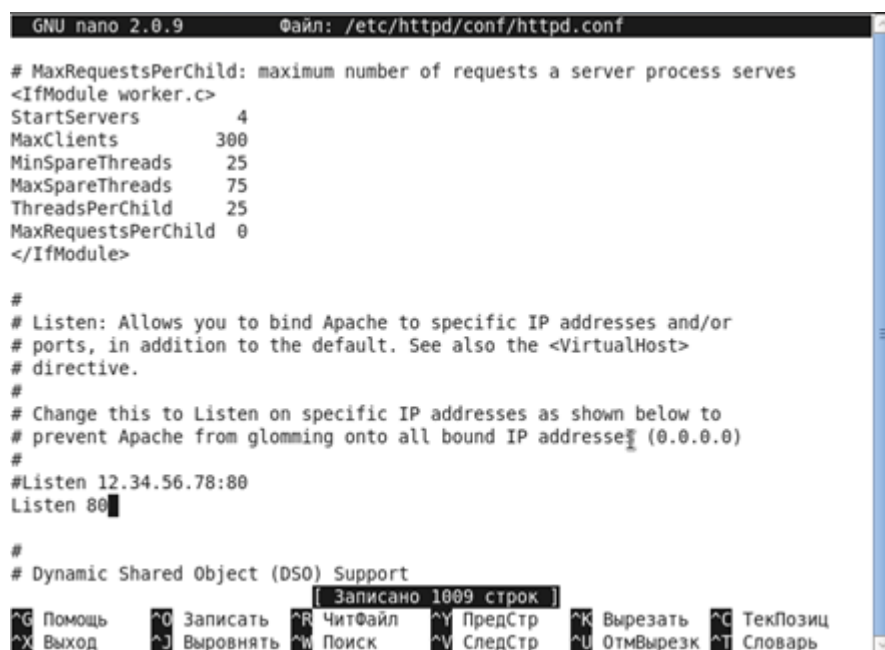 GNU nano 2.0.9 Файл: /etc/httpd/conf/httpd.conf
# MaxRequestsPerChild: maximum number of requests a server process serves
<IfModule worker.c>
StartServers 4
MaxClients 300
MinSpareThreads 25
MaxSpareThreads 75
ThreadsPerChild 25
MaxRequestsPerChild 0
</IfModule>
#
# Listen: Allows you to bind Apache to specific IP addresses and/or
# ports, in addition to the default. See also the <VirtualHost>
# directive.
#
# Change this to Listen on specific IP addresses as shown below to
# prevent Apache from glomming onto all bound IP addresses (0.0.0.0)
#
#Listen 12.34.56.78:80
Listen 80
#
# Dynamic Shared Object (DSO) Support
[ Записано 1009 строк ]
^G Помощь ^O Записать ^R ЧитФайл ^Y ПредСтр ^K Вырезать ^C ТекПозиц
^X Выход ^J Выровнять ^W Поиск ^V СледСтр ^U ОтмВырезк ^T Словарь